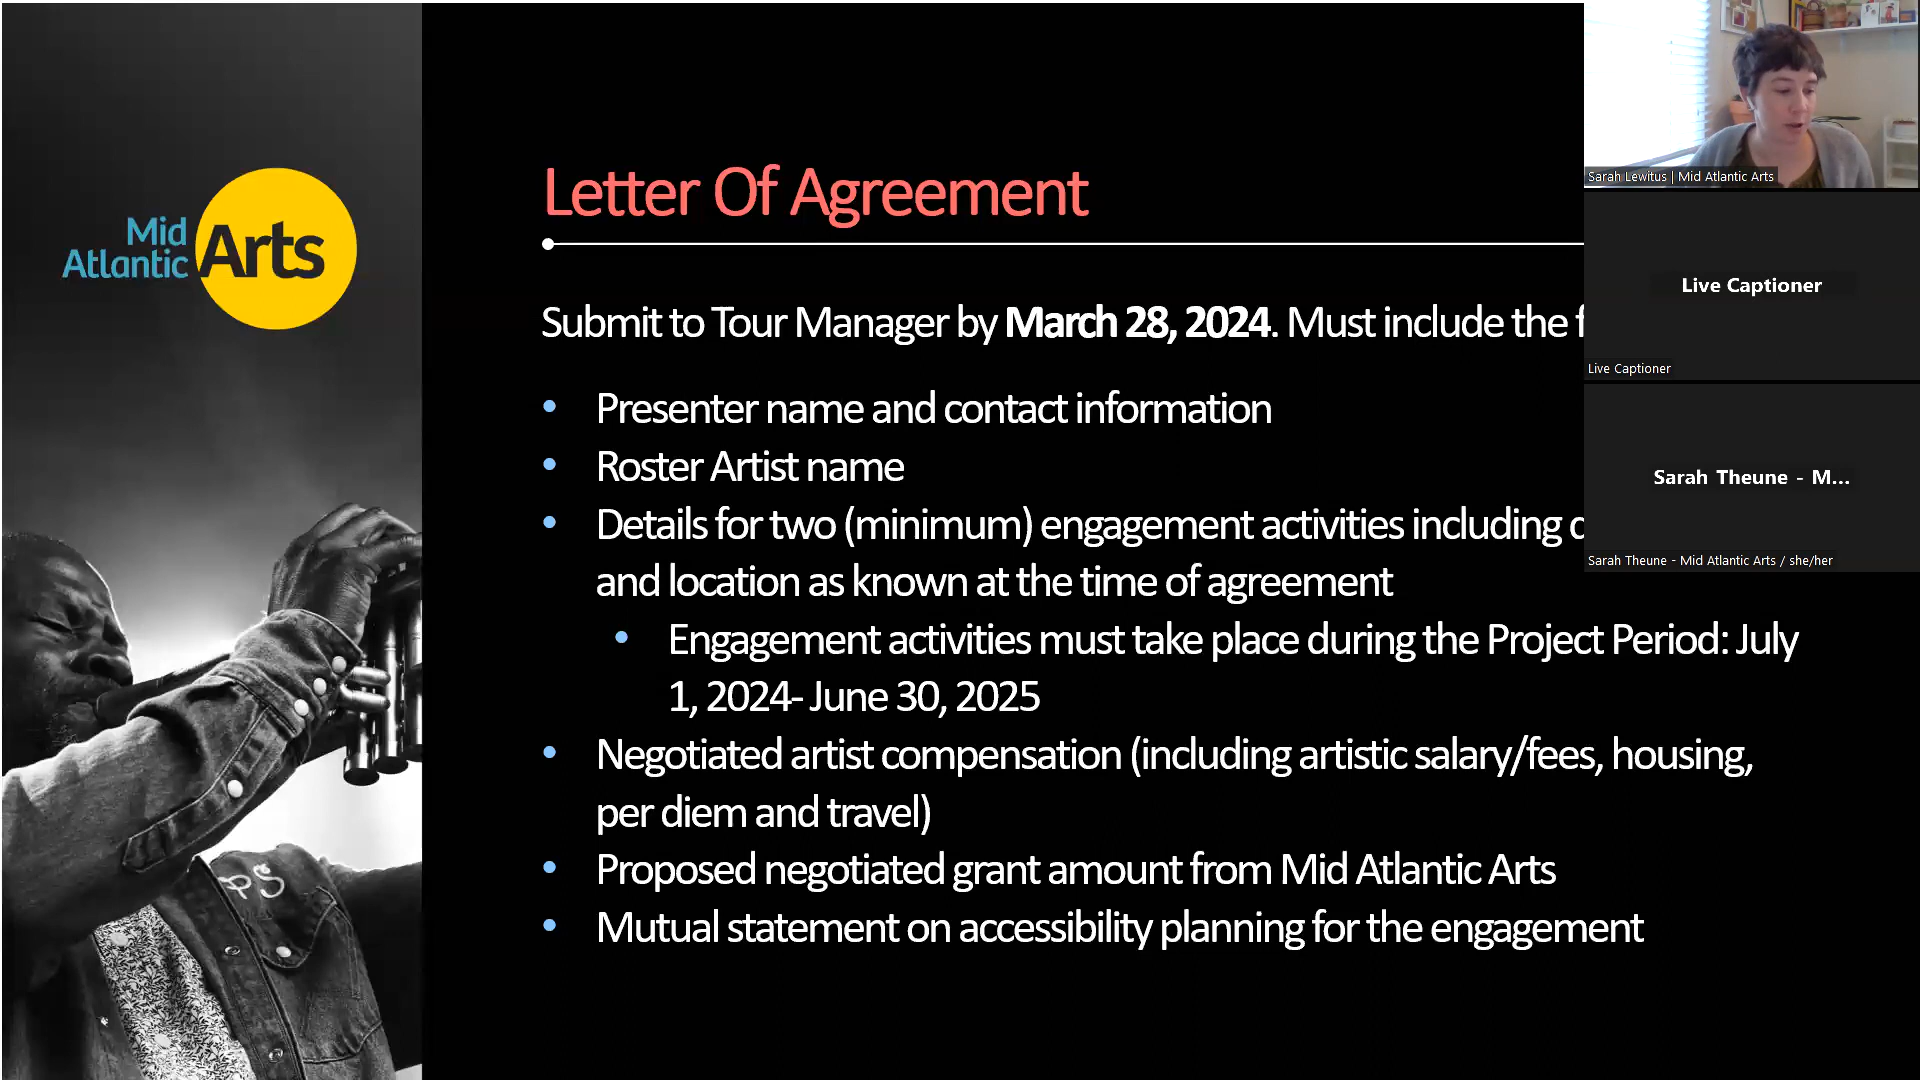 Mid
Atlantic
Arts
Letter Of Agreement
Submit to Tour Manager by March 28, 2024. Must include the
• Presenter name and contact information
• Roster Artist name
• Details for two (minimum) engagement activities including
and location as known at the time of agreement
• Engagement activities must take place during the Project Period: July
1, 2024- June 30, 2025
• Negotiated artist compensation (including artistic salary/fees, housing,
per diem and travel)
• Proposed negotiated grant amount from Mid Atlantic Arts
• Mutual statement on accessibility planning for the engagement
PS
Sarah Lewitus | Mid Atlantic Arts
Live Captioner
Live Captioner
Sarah Theune - M...
Sarah Theune - Mid Atlantic Arts / she/her